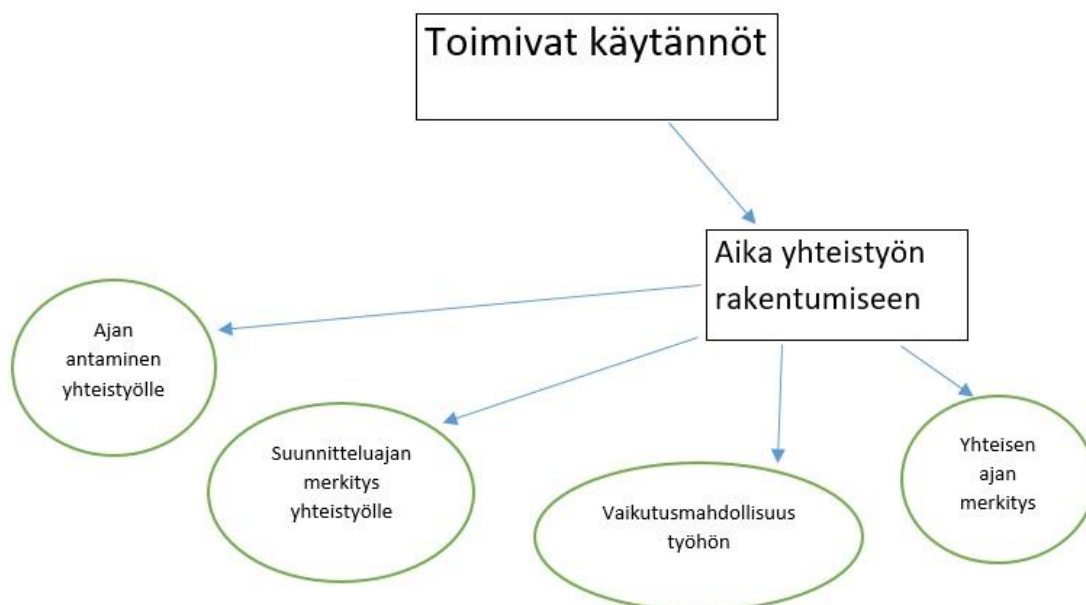 Toimivat käytännöt
Aika yhteistyön
rakentumiseen
Ajan
antaminen
yhteistyölle
Suunnitteluajan
merkitys
yhteistyölle
Vaikutusmahdollisuus
työhön
Yhteisen
ajan
merkitys